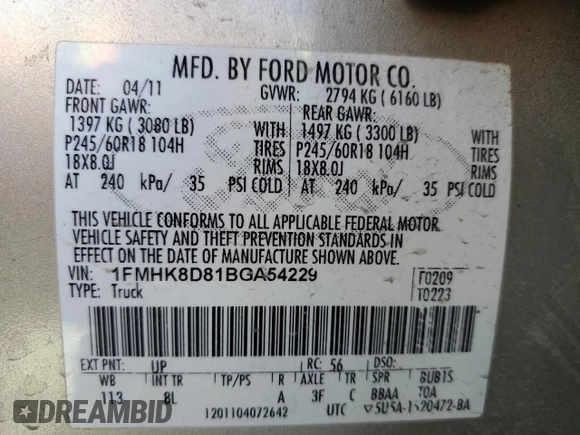 MFD. BY FORD MOTOR CO.
DATE: 04/11 GVWR: 2794 KG ( 6160 LB)
FRONT GAWR: REAR GAWR:
1397 KG ( 3080 LB) WITH 1497 KG ( 3300 LB) WITH
P245/60R18 104H TIRES P245/60R18 104H TIRES
18X8.0J RIMS 18X8.0J RIMS
AT 240 kPa/ 35 PSI COLD AT 240 kPa/ 35 PSI COLD
THIS VEHICLE CONFORMS TO ALL APPLICABLE FEDERAL MOTOR
VEHICLE SAFETY AND THEFT PREVENTION STANDARDS IN
EFFECT ON THE DATE OF MANUFACTURE SHOWN ABOVE.
VIN: 1FMHK8D81BGA54229 F0209
TYPE: Truck T0223
EXT PNT: UP RC: 56 DSO:
WB INT TR TP/PS R AXLE TR SPR BUBTS
113 8L A 3F C BBAA TOA
1201104072642 UTC
DREAMBID